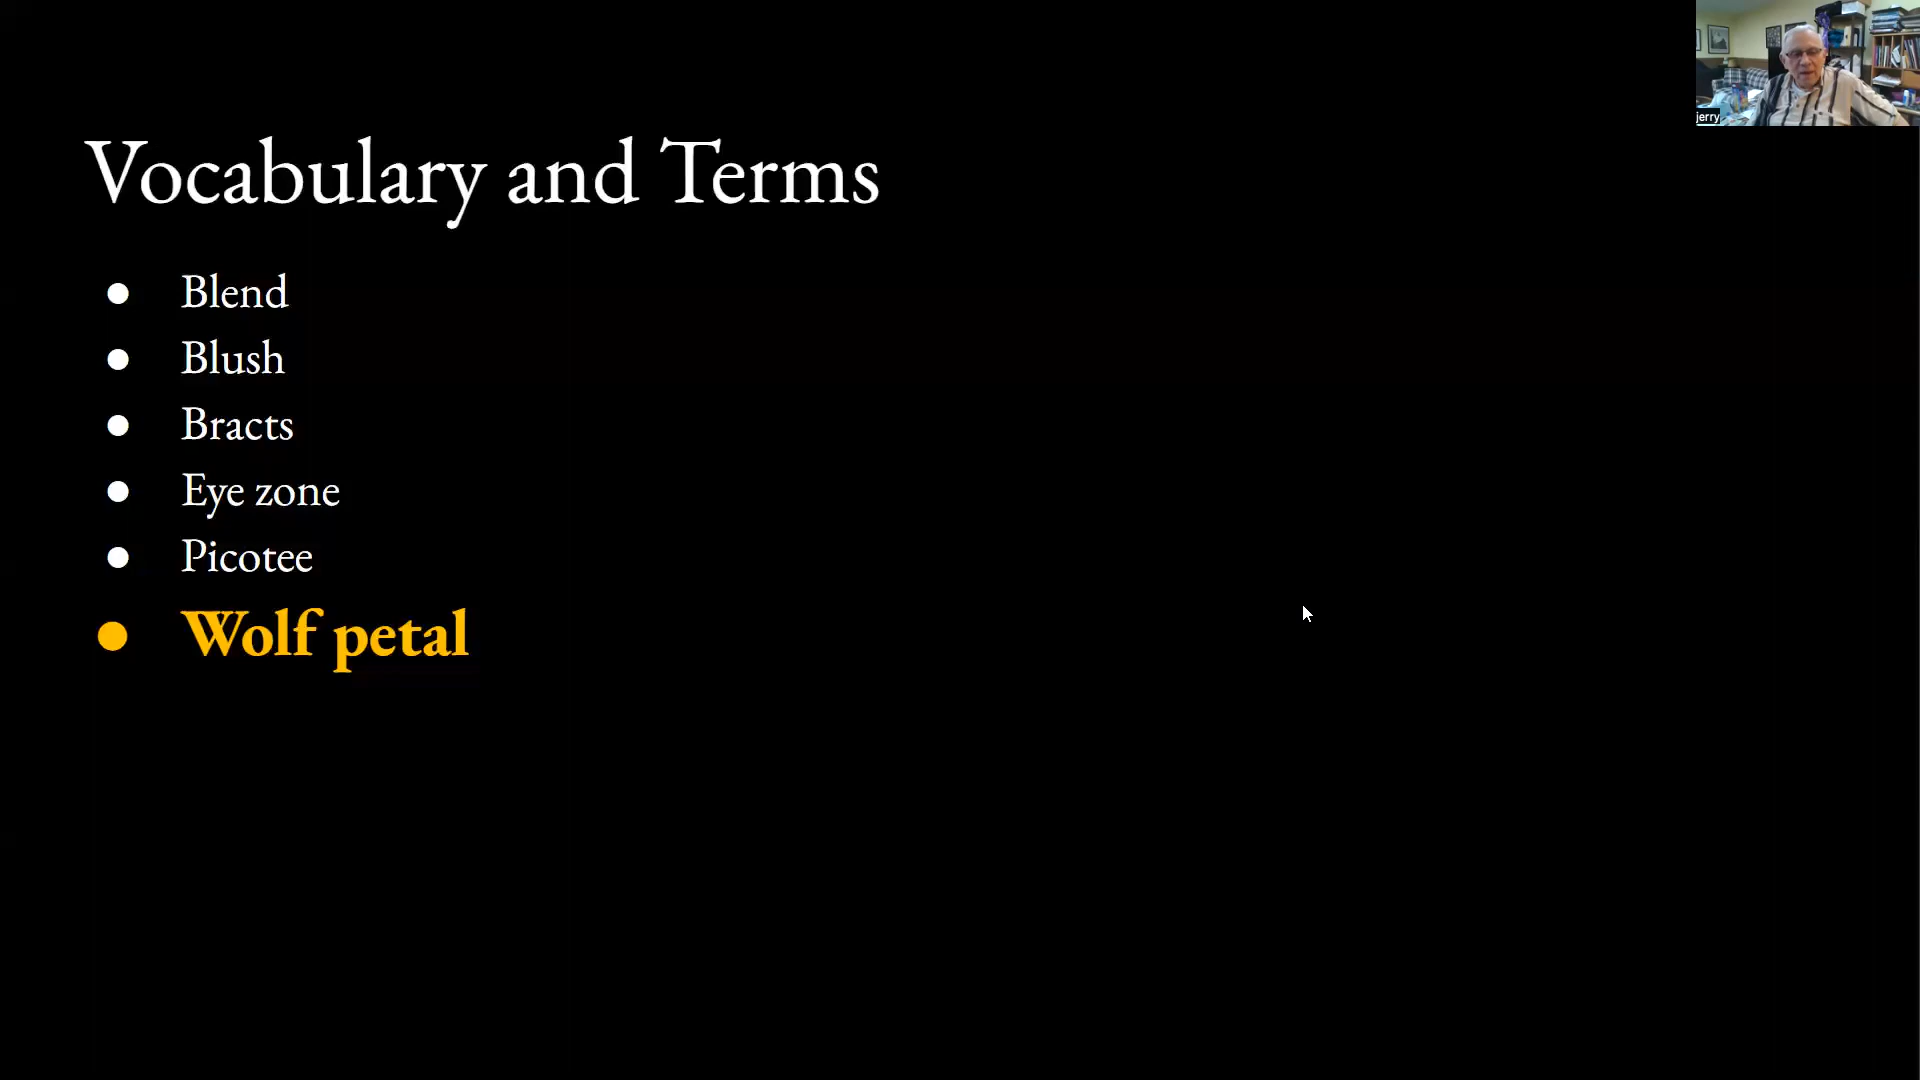 Vocabulary and Terms
Blend
Blush
Bracts
Eye zone
Picotee
Wolf petal
jerry